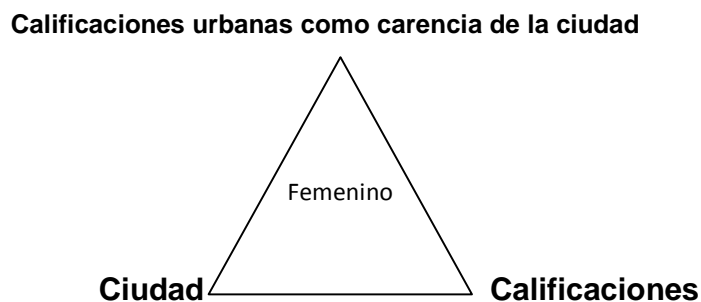 Calificaciones urbanas como carencia de la ciudad
Femenino
Ciudad
Calificaciones